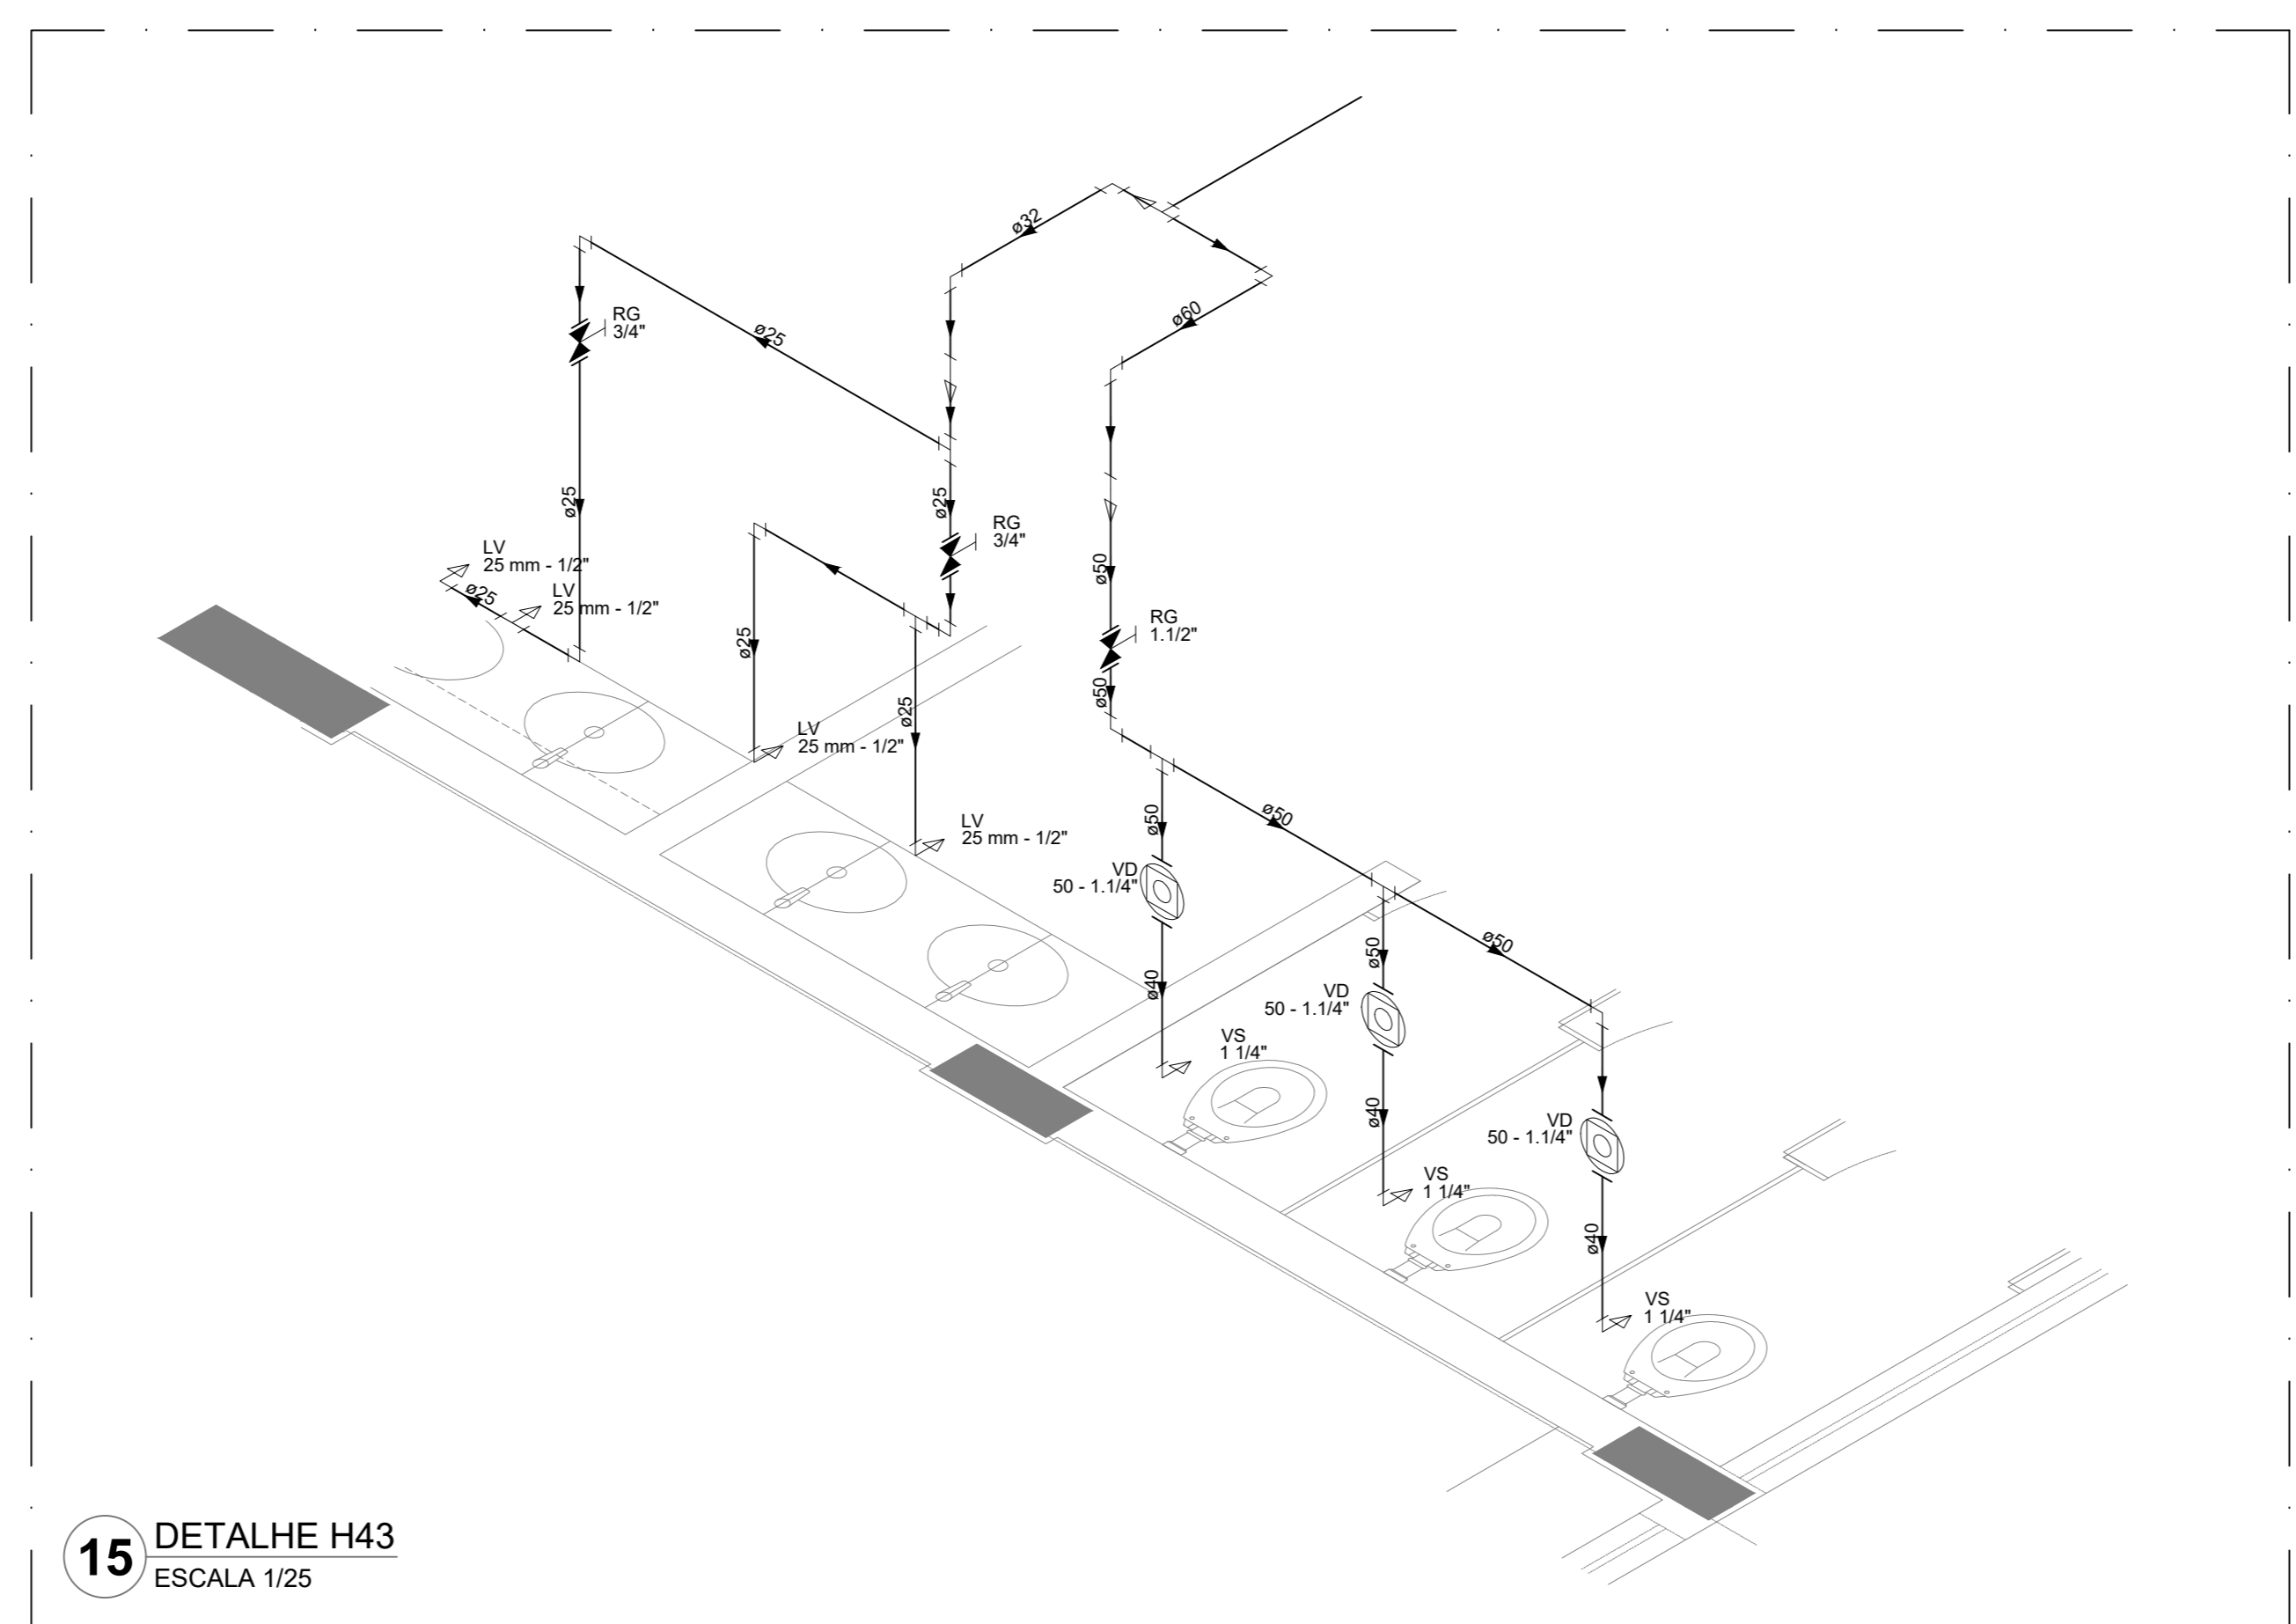 ø32
ø60
RG
3/4"
ø25
ø25
ø25
RG
3/4"
LV
25 mm - 1/2"
ø25
LV
25 mm - 1/2"
ø50
RG
1.1/2"
ø25
ø50
ø25
LV
25 mm - 1/2"
LV
25 mm - 1/2"
ø50
ø50
VD
50 - 1.1/4"
ø50
ø50
ø40
VD
50 - 1.1/4"
VS
1 1/4"
ø40
VD
50 - 1.1/4"
VS
1 1/4"
ø40
VS
1 1/4"
15
DETALHE H43
ESCALA 1/25